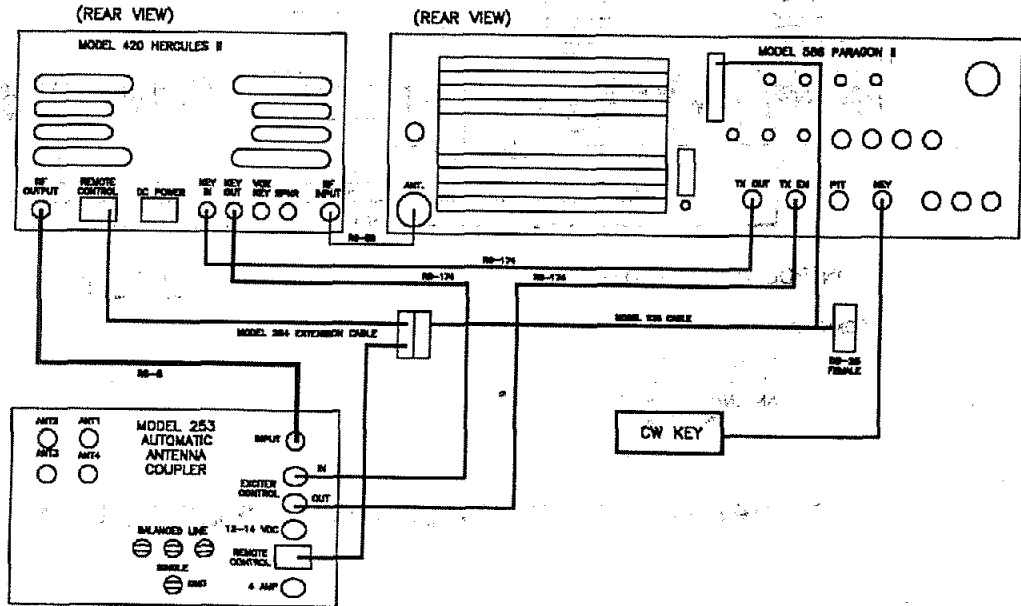 (REAR VIEW)
MODEL 420 HERCULES II
RF OUTPUT
REMOTE CONTROL
DC POWER
KEY IN
KEY OUT
VOX KEY
SPKR
RF INPUT
(REAR VIEW)
MODEL 586 PARAGON II
ANT.
TX OUT
TX EN
PTT
KEY
RG-58
RG-174
RG-174
RG-174
MODEL 284 EXTENSION CABLE
CABLE
FEMALE
RG-8
CW KEY
MODEL 253
AUTOMATIC
ANTENNA
COUPLER
ANT2
ANT1
ANT3
ANT4
INPUT
EXCITER CONTROL
IN
OUT
12-14 VDC
BALANCED LINE
REMOTE CONTROL
SINGLE
GND
4 AMP